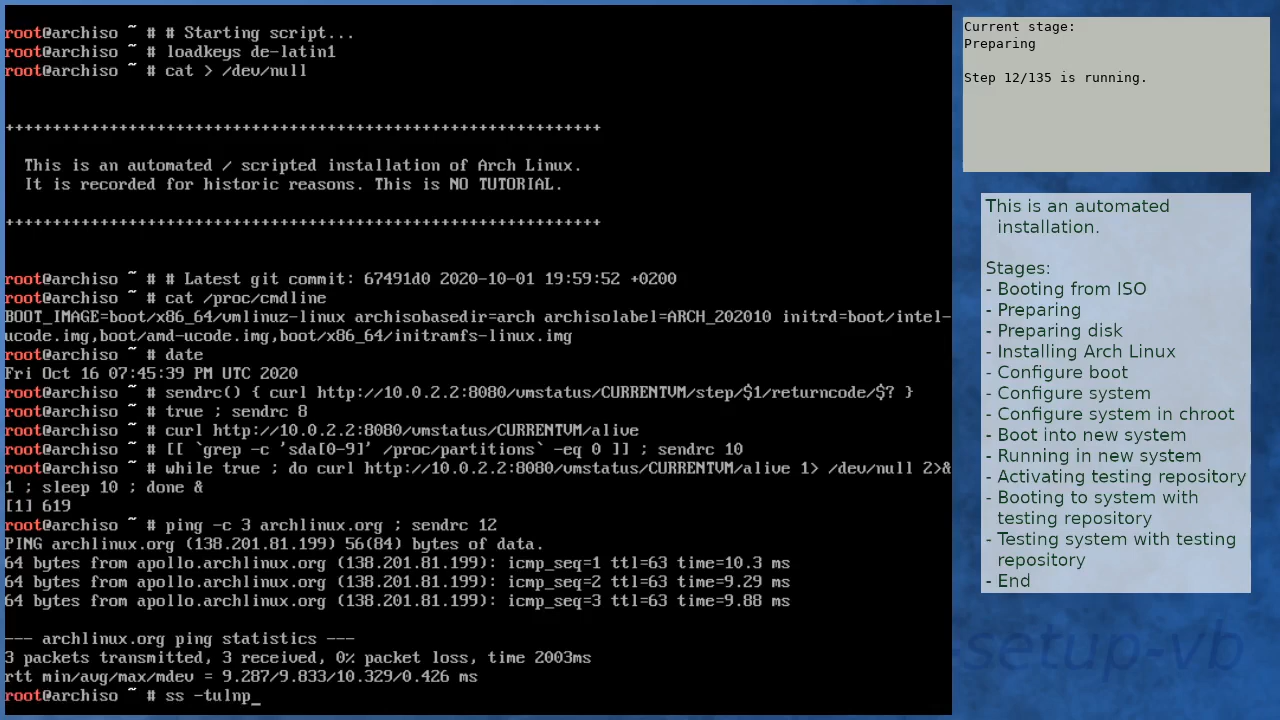 root@archiso ~ # # Starting script...
root@archiso ~ # loadkeys de-latin1
root@archiso ~ # cat > /dev/null
+++++++++++++++++++++++++++++++++++++++++++++++++++++++++++++++
This is an automated / scripted installation of Arch Linux.
It is recorded for historic reasons. This is NO TUTORIAL.
+++++++++++++++++++++++++++++++++++++++++++++++++++++++++++++++
root@archiso ~ # # Latest git commit: 67491d0 2020-10-01 19:59:52 +0200
root@archiso ~ # cat /proc/cmdline
BOOT_IMAGE=boot/x86_64/vmlinuz-linux archisobasedir=arch archisolabel=ARCH_202010 initrd=boot/intel-
ucode.img,boot/amd-ucode.img,boot/x86_64/initramfs-linux.img
root@archiso ~ # date
Fri Oct 16 07:45:39 PM UTC 2020
root@archiso ~ # sendrc() { curl http://10.0.2.2:8080/vmstatus/CURRENTVM/step/$1/returncode/$? }
root@archiso ~ # true ; sendrc 8
root@archiso ~ # curl http://10.0.2.2:8080/vmstatus/CURRENTVM/alive
root@archiso ~ # [[ `grep -c 'sda[0-9]' /proc/partitions` -eq 0 ]] ; sendrc 10
root@archiso ~ # while true ; do curl http://10.0.2.2:8080/vmstatus/CURRENTVM/alive 1> /dev/null 2>&
1 ; sleep 10 ; done &
[1] 619
root@archiso ~ # ping -c 3 archlinux.org ; sendrc 12
PING archlinux.org (138.201.81.199) 56(84) bytes of data.
64 bytes from apollo.archlinux.org (138.201.81.199): icmp_seq=1 ttl=63 time=10.3 ms
64 bytes from apollo.archlinux.org (138.201.81.199): icmp_seq=2 ttl=63 time=9.29 ms
64 bytes from apollo.archlinux.org (138.201.81.199): icmp_seq=3 ttl=63 time=9.88 ms
--- archlinux.org ping statistics ---
3 packets transmitted, 3 received, 0% packet loss, time 2003ms
rtt min/avg/max/mdev = 9.287/9.833/10.329/0.426 ms
root@archiso ~ # ss -tulnp_
Current stage:
Preparing
Step 12/135 is running.
This is an automated
installation.
Stages:
- Booting from ISO
- Preparing
- Preparing disk
- Installing Arch Linux
- Configure boot
- Configure system
- Configure system in chroot
- Boot into new system
- Running in new system
- Activating testing repository
- Booting to system with
testing repository
- Testing system with testing
repository
- End
setup-vb